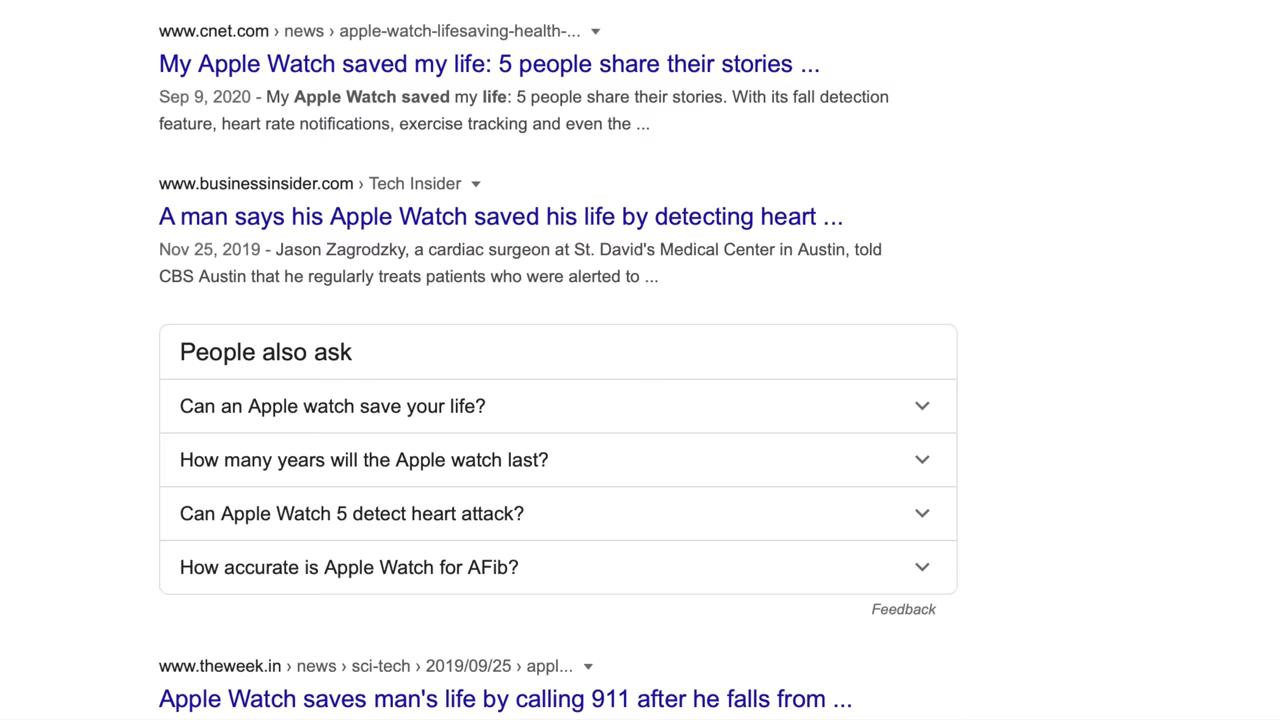 www.cnet.com › news › apple-watch-lifesaving-health-...
My Apple Watch saved my life: 5 people share their stories ...
Sep 9, 2020 - My Apple Watch saved my life: 5 people share their stories. With its fall detection
feature, heart rate notifications, exercise tracking and even the ...
www.businessinsider.com › Tech Insider
A man says his Apple Watch saved his life by detecting heart ...
Nov 25, 2019 - Jason Zagrodzky, a cardiac surgeon at St. David's Medical Center in Austin, told
CBS Austin that he regularly treats patients who were alerted to ...
People also ask
Can an Apple watch save your life?
How many years will the Apple watch last?
Can Apple Watch 5 detect heart attack?
How accurate is Apple Watch for AFib?
Feedback
www.theweek.in › news › sci-tech › 2019/09/25 › appl...
Apple Watch saves man's life by calling 911 after he falls from ...